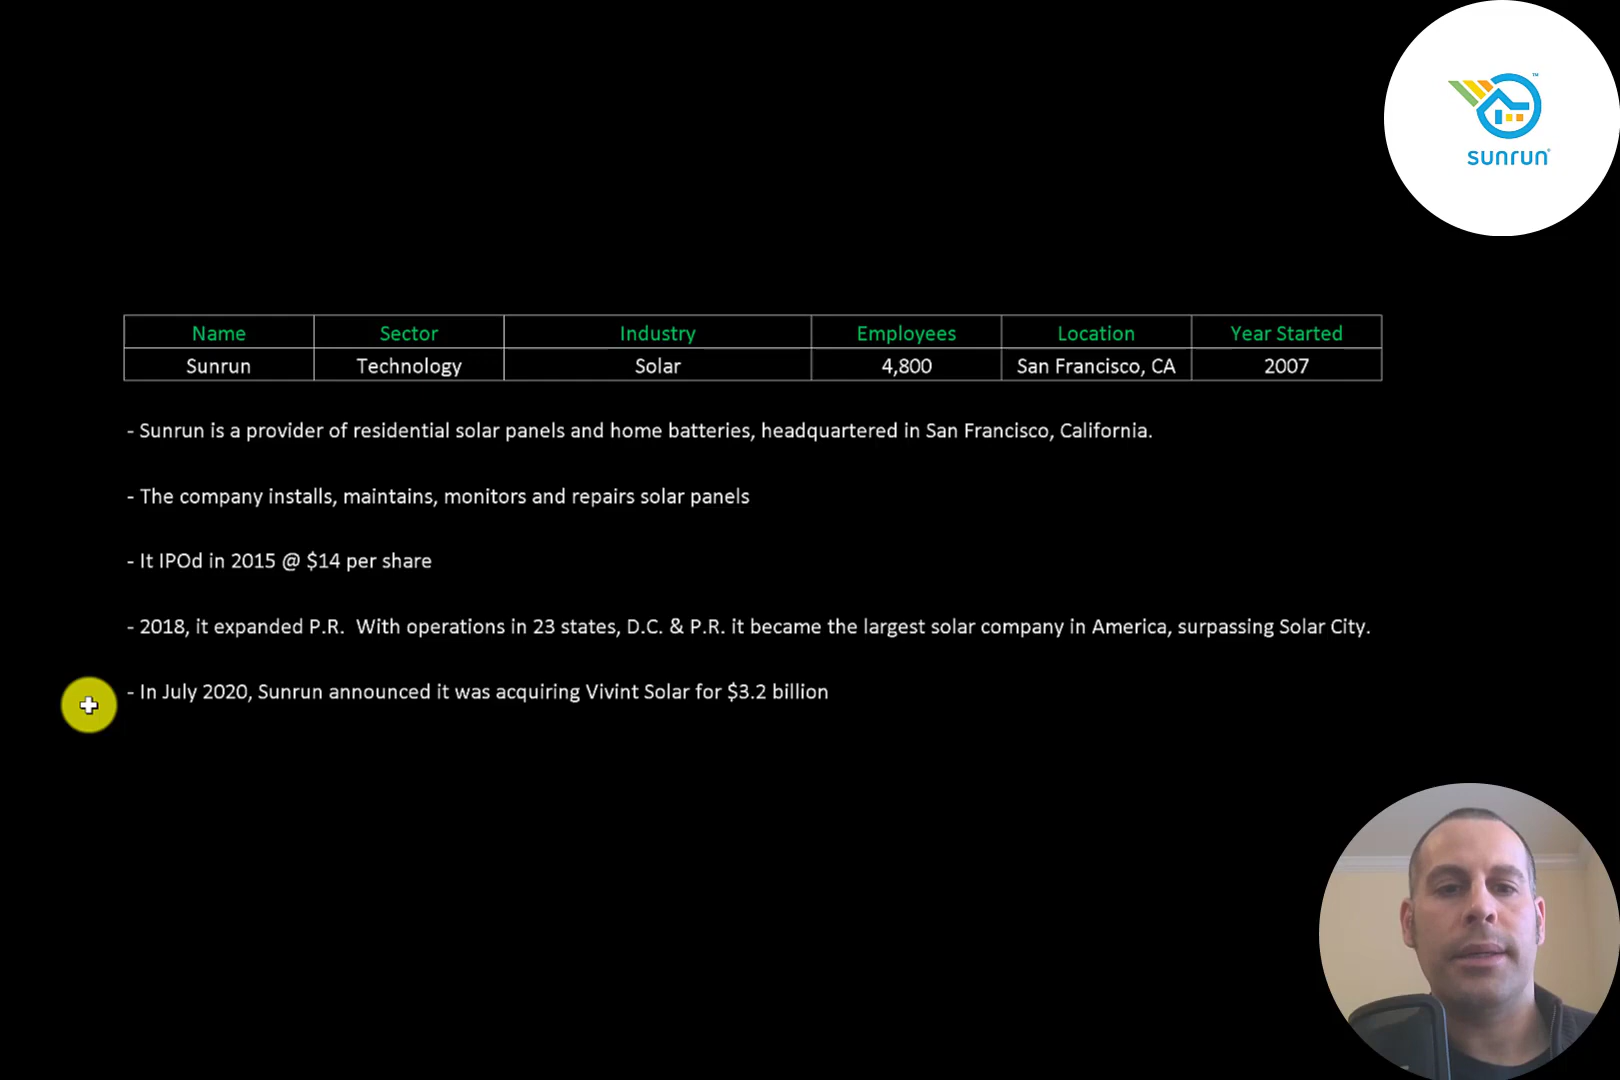 sunrun
Name Sector Industry Employees Location Year Started
Sunrun Technology Solar 4,800 San Francisco, CA 2007
- Sunrun is a provider of residential solar panels and home batteries, headquartered in San Francisco, California.
- The company installs, maintains, monitors and repairs solar panels
- It IPOd in 2015 @ $14 per share
- 2018, it expanded P.R.  With operations in 23 states, D.C. & P.R. it became the largest solar company in America, surpassing Solar City.
- In July 2020, Sunrun announced it was acquiring Vivint Solar for $3.2 billion